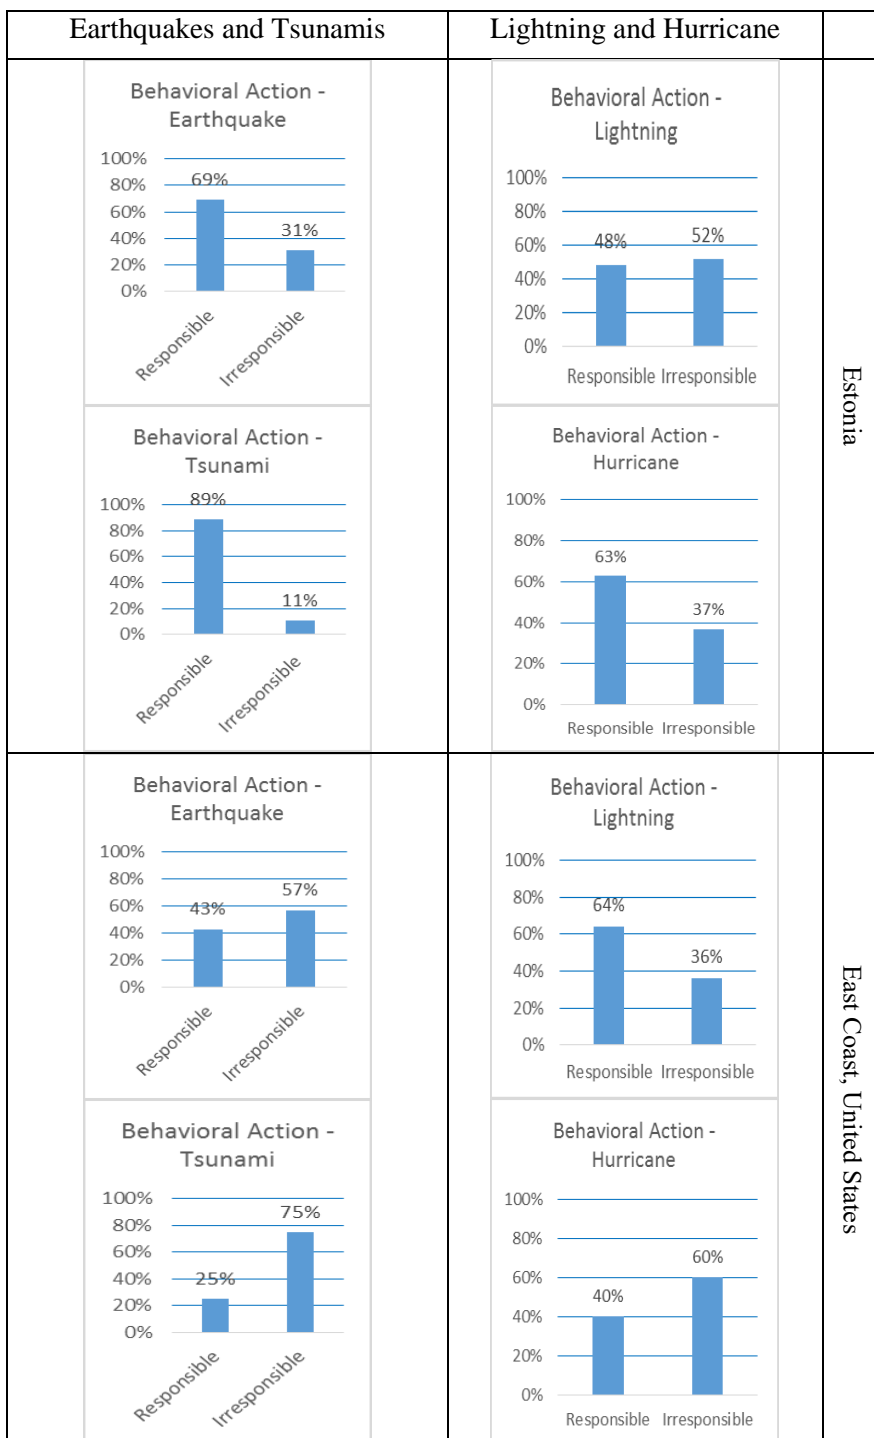 Earthquakes and Tsunamis
Lightning and Hurricane
Behavioral Action -
Earthquake
100%
80%
60%
40%
20%
0%
69%
31%
Responsible
Irresponsible
Behavioral Action -
Tsunami
100%
80%
60%
40%
20%
0%
89%
11%
Responsible
Irresponsible
Behavioral Action -
Lightning
100%
80%
60%
40%
20%
0%
48%
52%
Responsible Irresponsible
Behavioral Action -
Hurricane
100%
80%
60%
40%
20%
0%
63%
37%
Responsible Irresponsible
Estonia
Behavioral Action -
Earthquake
100%
80%
60%
40%
20%
0%
43%
57%
Responsible
Irresponsible
Behavioral Action -
Tsunami
100%
80%
60%
40%
20%
0%
25%
75%
Responsible
Irresponsible
Behavioral Action -
Lightning
100%
80%
60%
40%
20%
0%
64%
36%
Responsible Irresponsible
Behavioral Action -
Hurricane
100%
80%
60%
40%
20%
0%
40%
60%
Responsible Irresponsible
East Coast, United States